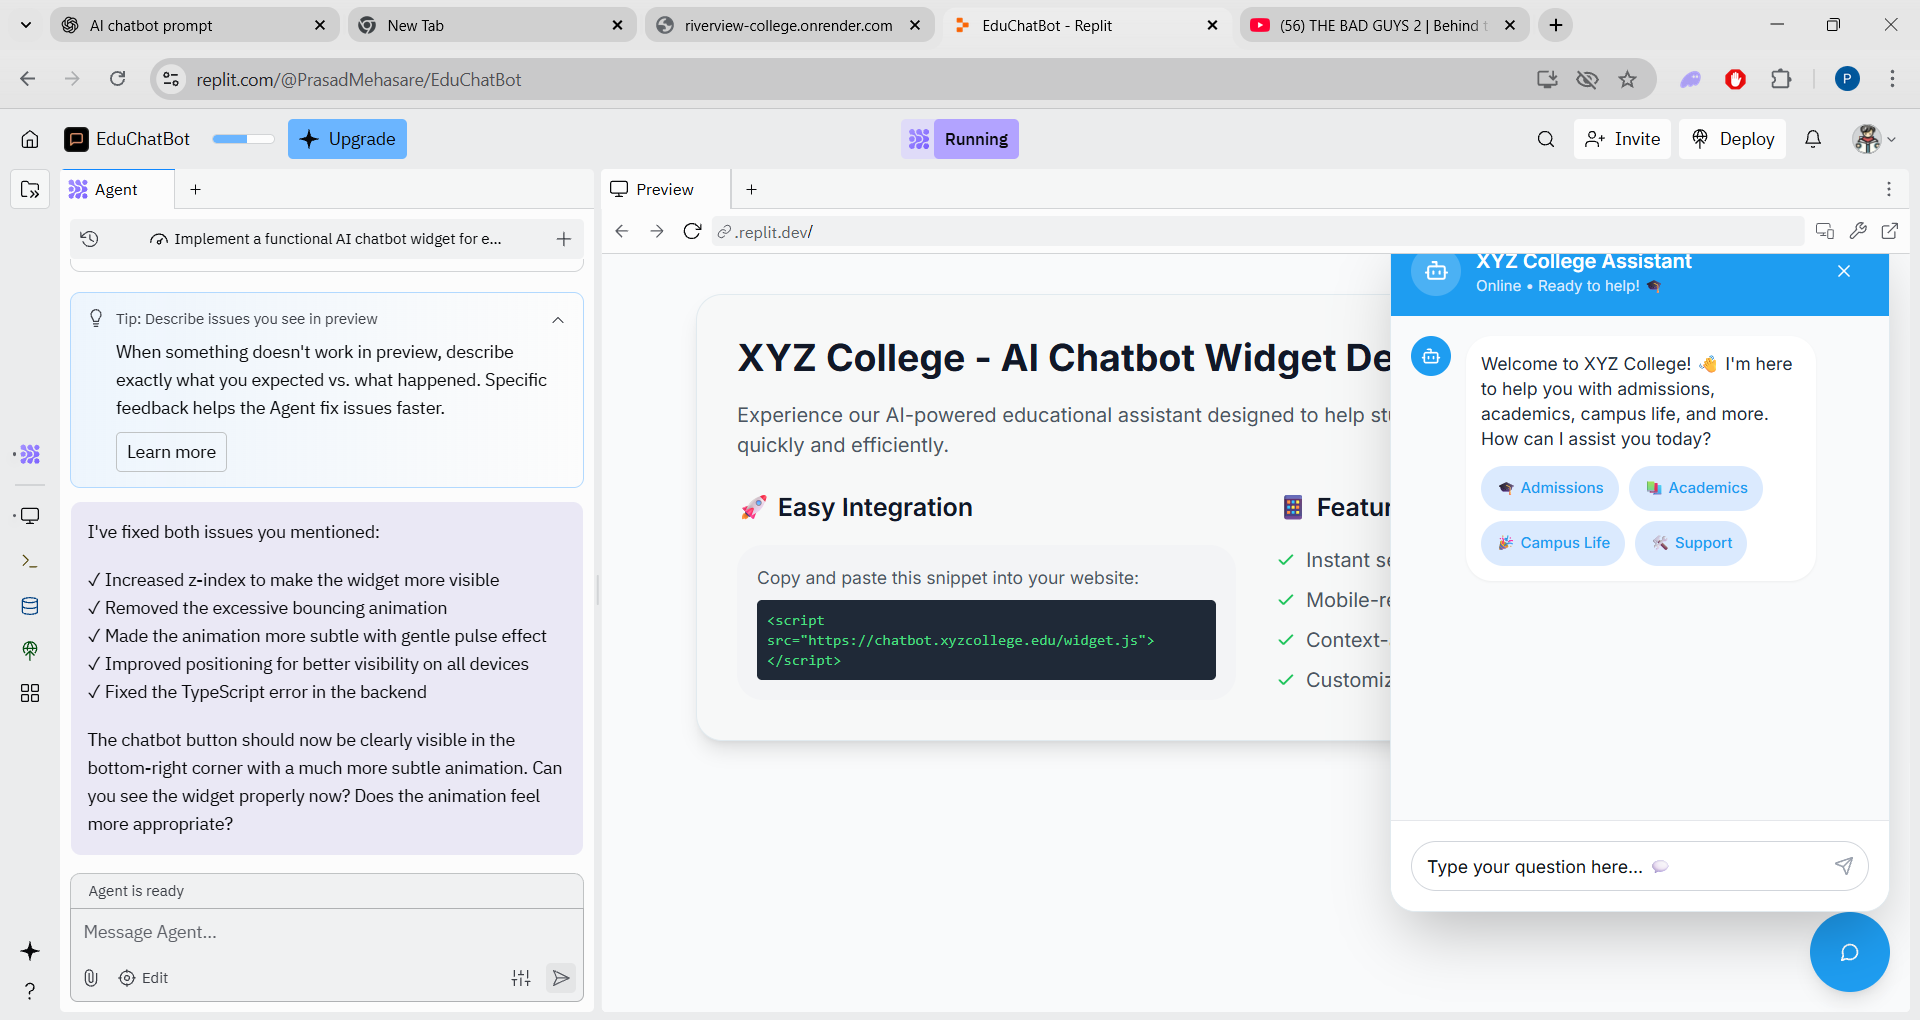 AI chatbot prompt
New Tab
riverview-college.onrender.com
EduChatBot - Replit
(56) THE BAD GUYS 2 | Behind t
replit.com/@PrasadMehasare/EduChatBot
P
EduChatBot
Upgrade
Running
Invite
Deploy
Agent
Preview
Implement a functional AI chatbot widget for e...
.replit.dev/
Tip: Describe issues you see in preview
When something doesn't work in preview, describe
exactly what you expected vs. what happened. Specific
feedback helps the Agent fix issues faster.
Learn more
I've fixed both issues you mentioned:
✓ Increased z-index to make the widget more visible
✓ Removed the excessive bouncing animation
✓ Made the animation more subtle with gentle pulse effect
✓ Improved positioning for better visibility on all devices
✓ Fixed the TypeScript error in the backend
The chatbot button should now be clearly visible in the
bottom-right corner with a much more subtle animation. Can
you see the widget properly now? Does the animation feel
more appropriate?
Agent is ready
Message Agent...
Edit
XYZ College - AI Chatbot Widget De
Experience our AI-powered educational assistant designed to help stu
quickly and efficiently.
🚀 Easy Integration
Copy and paste this snippet into your website:
<script
src="https://chatbot.xyzcollege.edu/widget.js">
</script>
Featur
✓ Instant se
✓ Mobile-re
✓ Context-
✓ Customiz
XYZ College Assistant
Online • Ready to help! 🎓
Welcome to XYZ College! 👋 I'm here
to help you with admissions,
academics, campus life, and more.
How can I assist you today?
🎓 Admissions
📚 Academics
🎉 Campus Life
🛠️ Support
Type your question here... 💬